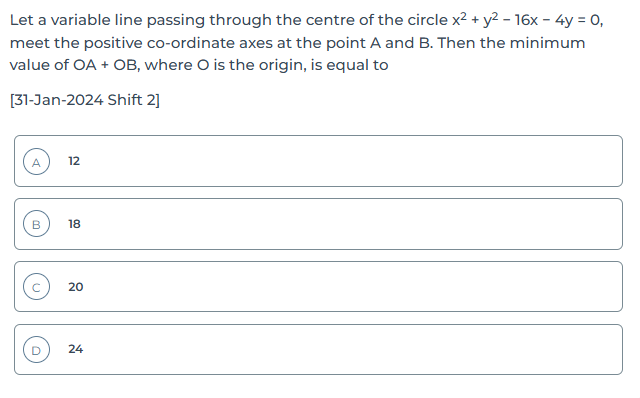 Let a variable line passing through the centre of the circle x² + y² − 16x − 4y = 0,
meet the positive co-ordinate axes at the point A and B. Then the minimum
value of OA + OB, where O is the origin, is equal to
[31-Jan-2024 Shift 2]
A 12
B 18
C 20
D 24